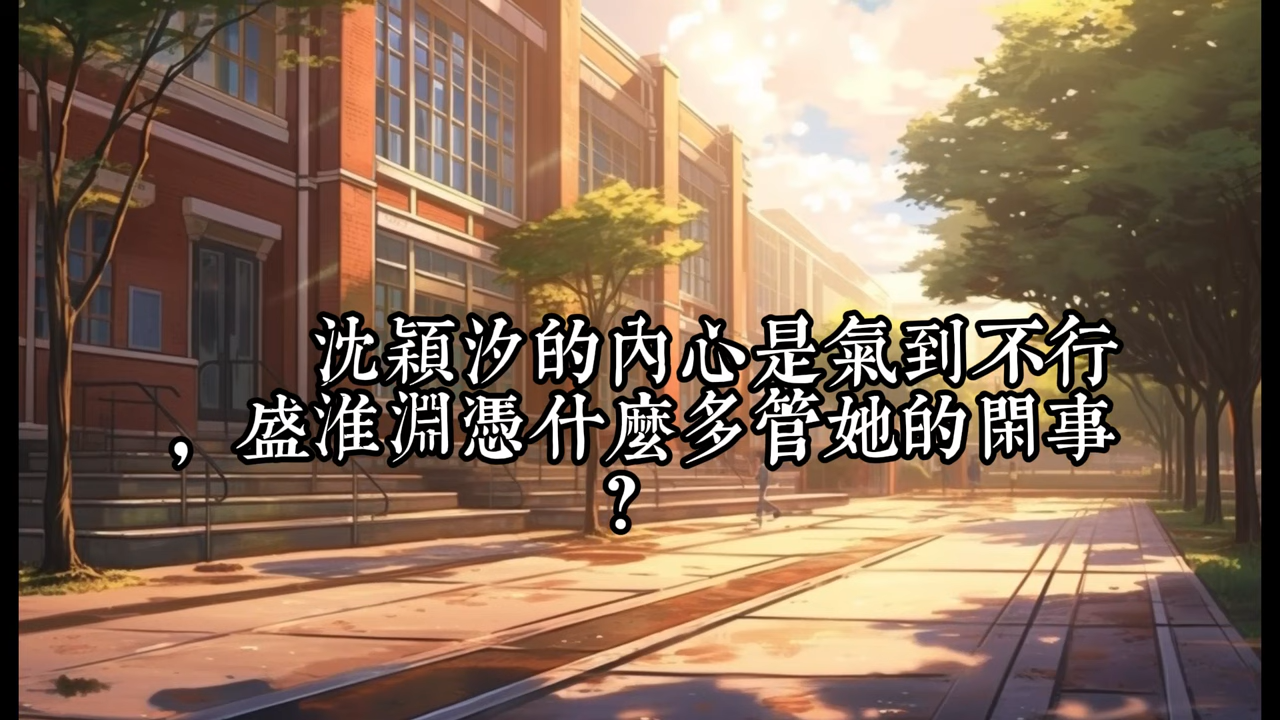 沈穎汐的內心是氣到不行
，盛淮淵憑什麼多管她的閑事
？